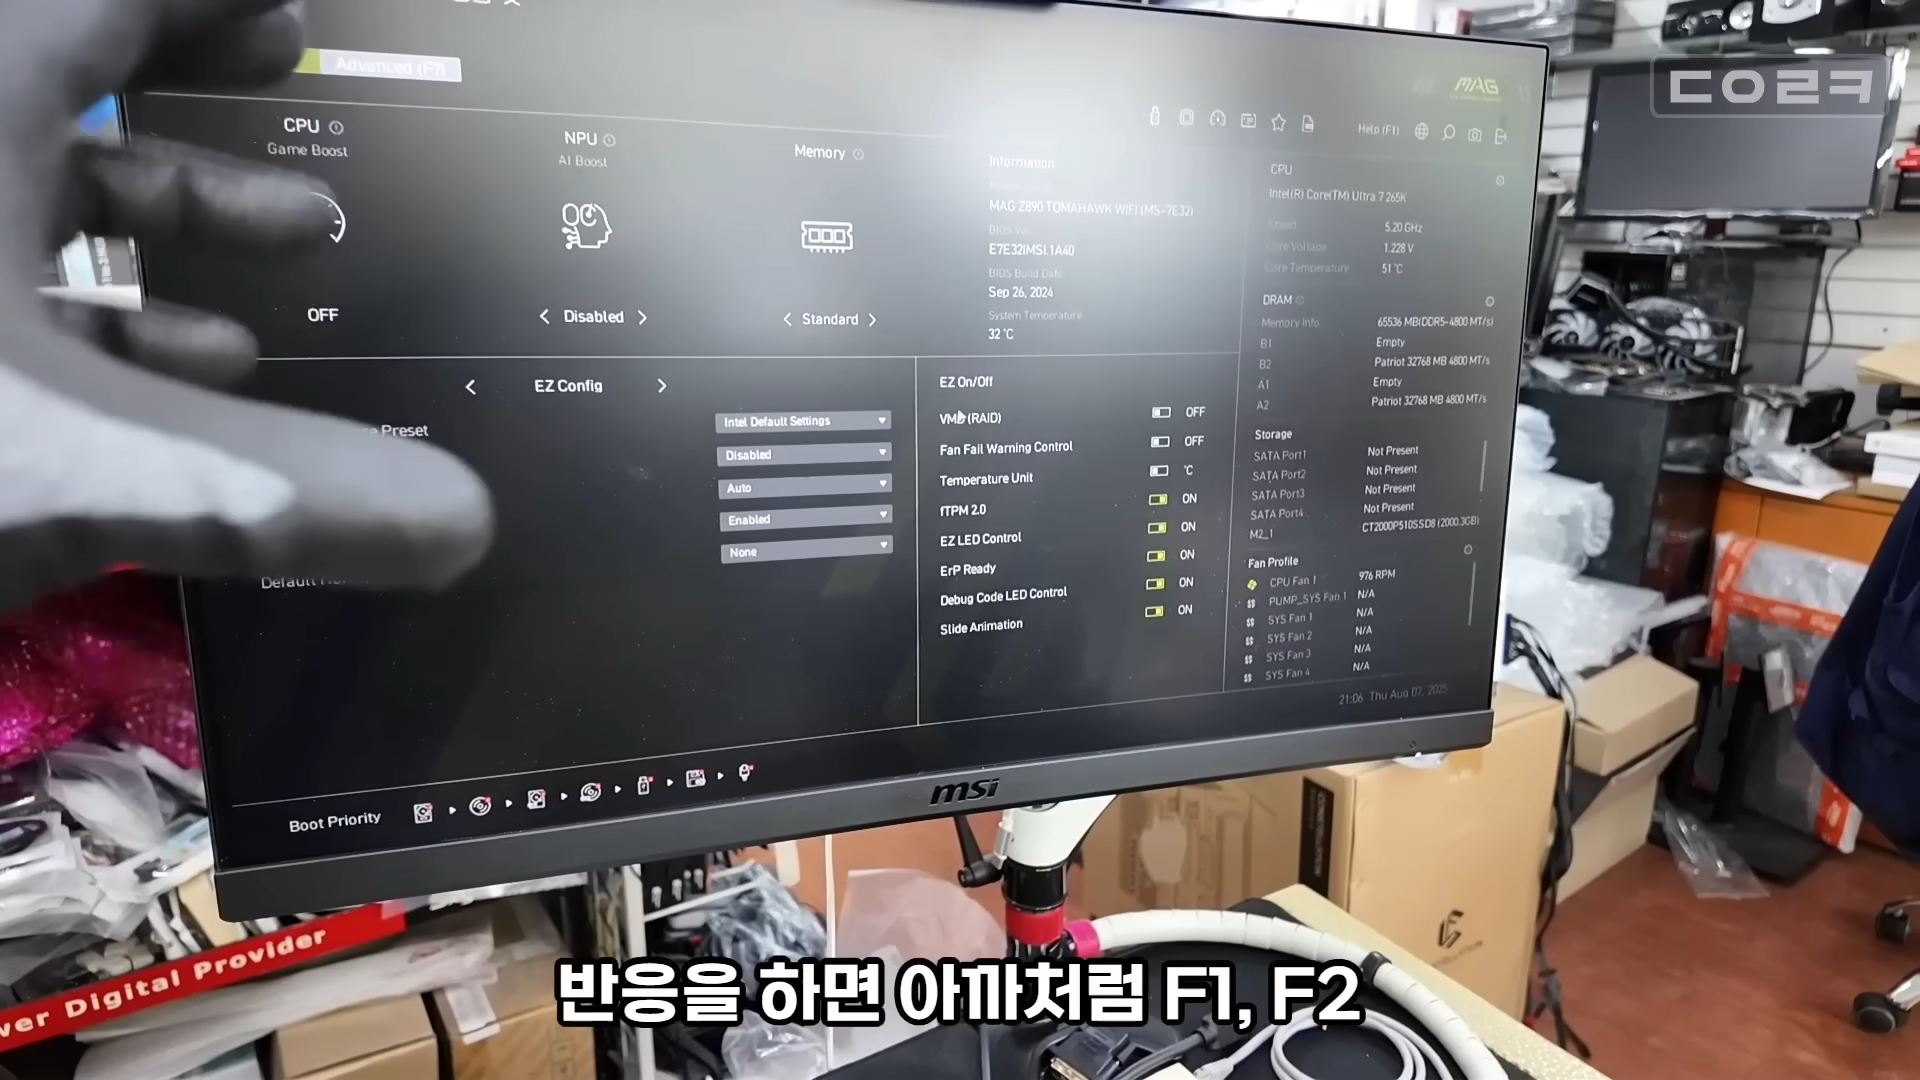 Advanced (F7)
MAG
CPU
Game Boost
OFF
NPU
AI Boost
Disabled
Memory
Standard
Information
MAG Z890 TOMAHAWK WIFI (MS-7E32)
BIOS Ver
E7E32IMSI.1A40
BIOS Build Date
Sep 26, 2024
System Temperature
32 °C
Help (F1)
CPU
Intel(R) Core(TM) Ultra 7 265K
Speed 5.20 GHz
Core Voltage 1.228 V
Core Temperature 51 °C
DRAM
Memory Info 65536 MB(DDR5-4800 MT/s)
B1 Empty
B2 Patriot 32768 MB 4800 MT/s
A1 Empty
A2 Patriot 32768 MB 4800 MT/s
Storage
SATA Port1 Not Present
SATA Port2 Not Present
SATA Port3 Not Present
SATA Port4 Not Present
M2_1 CT2000P510SSD8 (2000.3GB)
Fan Profile
CPU Fan 1 976 RPM
PUMP_SYS Fan 1 N/A
SYS Fan 1 N/A
SYS Fan 2 N/A
SYS Fan 3 N/A
SYS Fan 4 N/A
21:06 Thu Aug 07, 2025
EZ Config
Preset Intel Default Settings
Disabled
Auto
Enabled
None
Default
EZ On/Off
VMD (RAID) OFF
Fan Fail Warning Control OFF
Temperature Unit °C
fTPM 2.0 ON
EZ LED Control ON
ErP Ready ON
Debug Code LED Control ON
Slide Animation ON
Boot Priority
msi
Digital Provider
반응을 하면 아까처럼 F1, F2